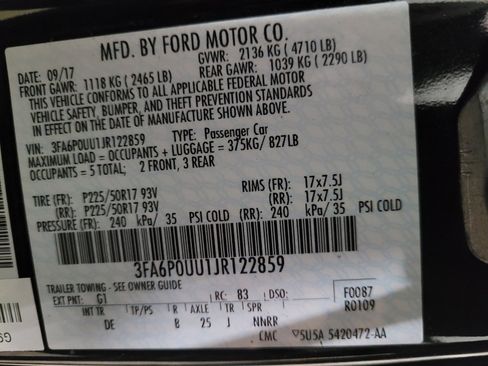 MFD. BY FORD MOTOR CO.
DATE: 09/17 GVWR: 2136 KG (4710 LB)
FRONT GAWR: 1118 KG (2465 LB) REAR GAWR: 1039 KG (2290 LB)
THIS VEHICLE CONFORMS TO ALL APPLICABLE FEDERAL MOTOR
VEHICLE SAFETY, BUMPER, AND THEFT PREVENTION STANDARDS
IN EFFECT ON THE DATE OF MANUFACTURE SHOWN ABOVE.
VIN: 3FA6P0UU1JR122859 TYPE: Passenger Car
MAXIMUM LOAD = OCCUPANTS + LUGGAGE = 375KG/ 827LB
OCCUPANTS = 5 TOTAL; 2 FRONT, 3 REAR
TIRE (FR): P225/50R17 93V RIMS (FR): 17x7.5J
(RR): P225/50R17 93V (RR): 17x7.5J
PRESSURE (FR): 240 kPa/ 35 PSI COLD (RR): 240 kPa/ 35 PSI COLD
3FA6P0UU1JR122859
TRAILER TOWING - SEE OWNER GUIDE
EXT PNT: G1 RC: 83 DSO: F0087
INT TR TP/PS R AXLE TR SPR R0109
DE 8 25 J NNRR
CMC 5U5A 5420472-AA